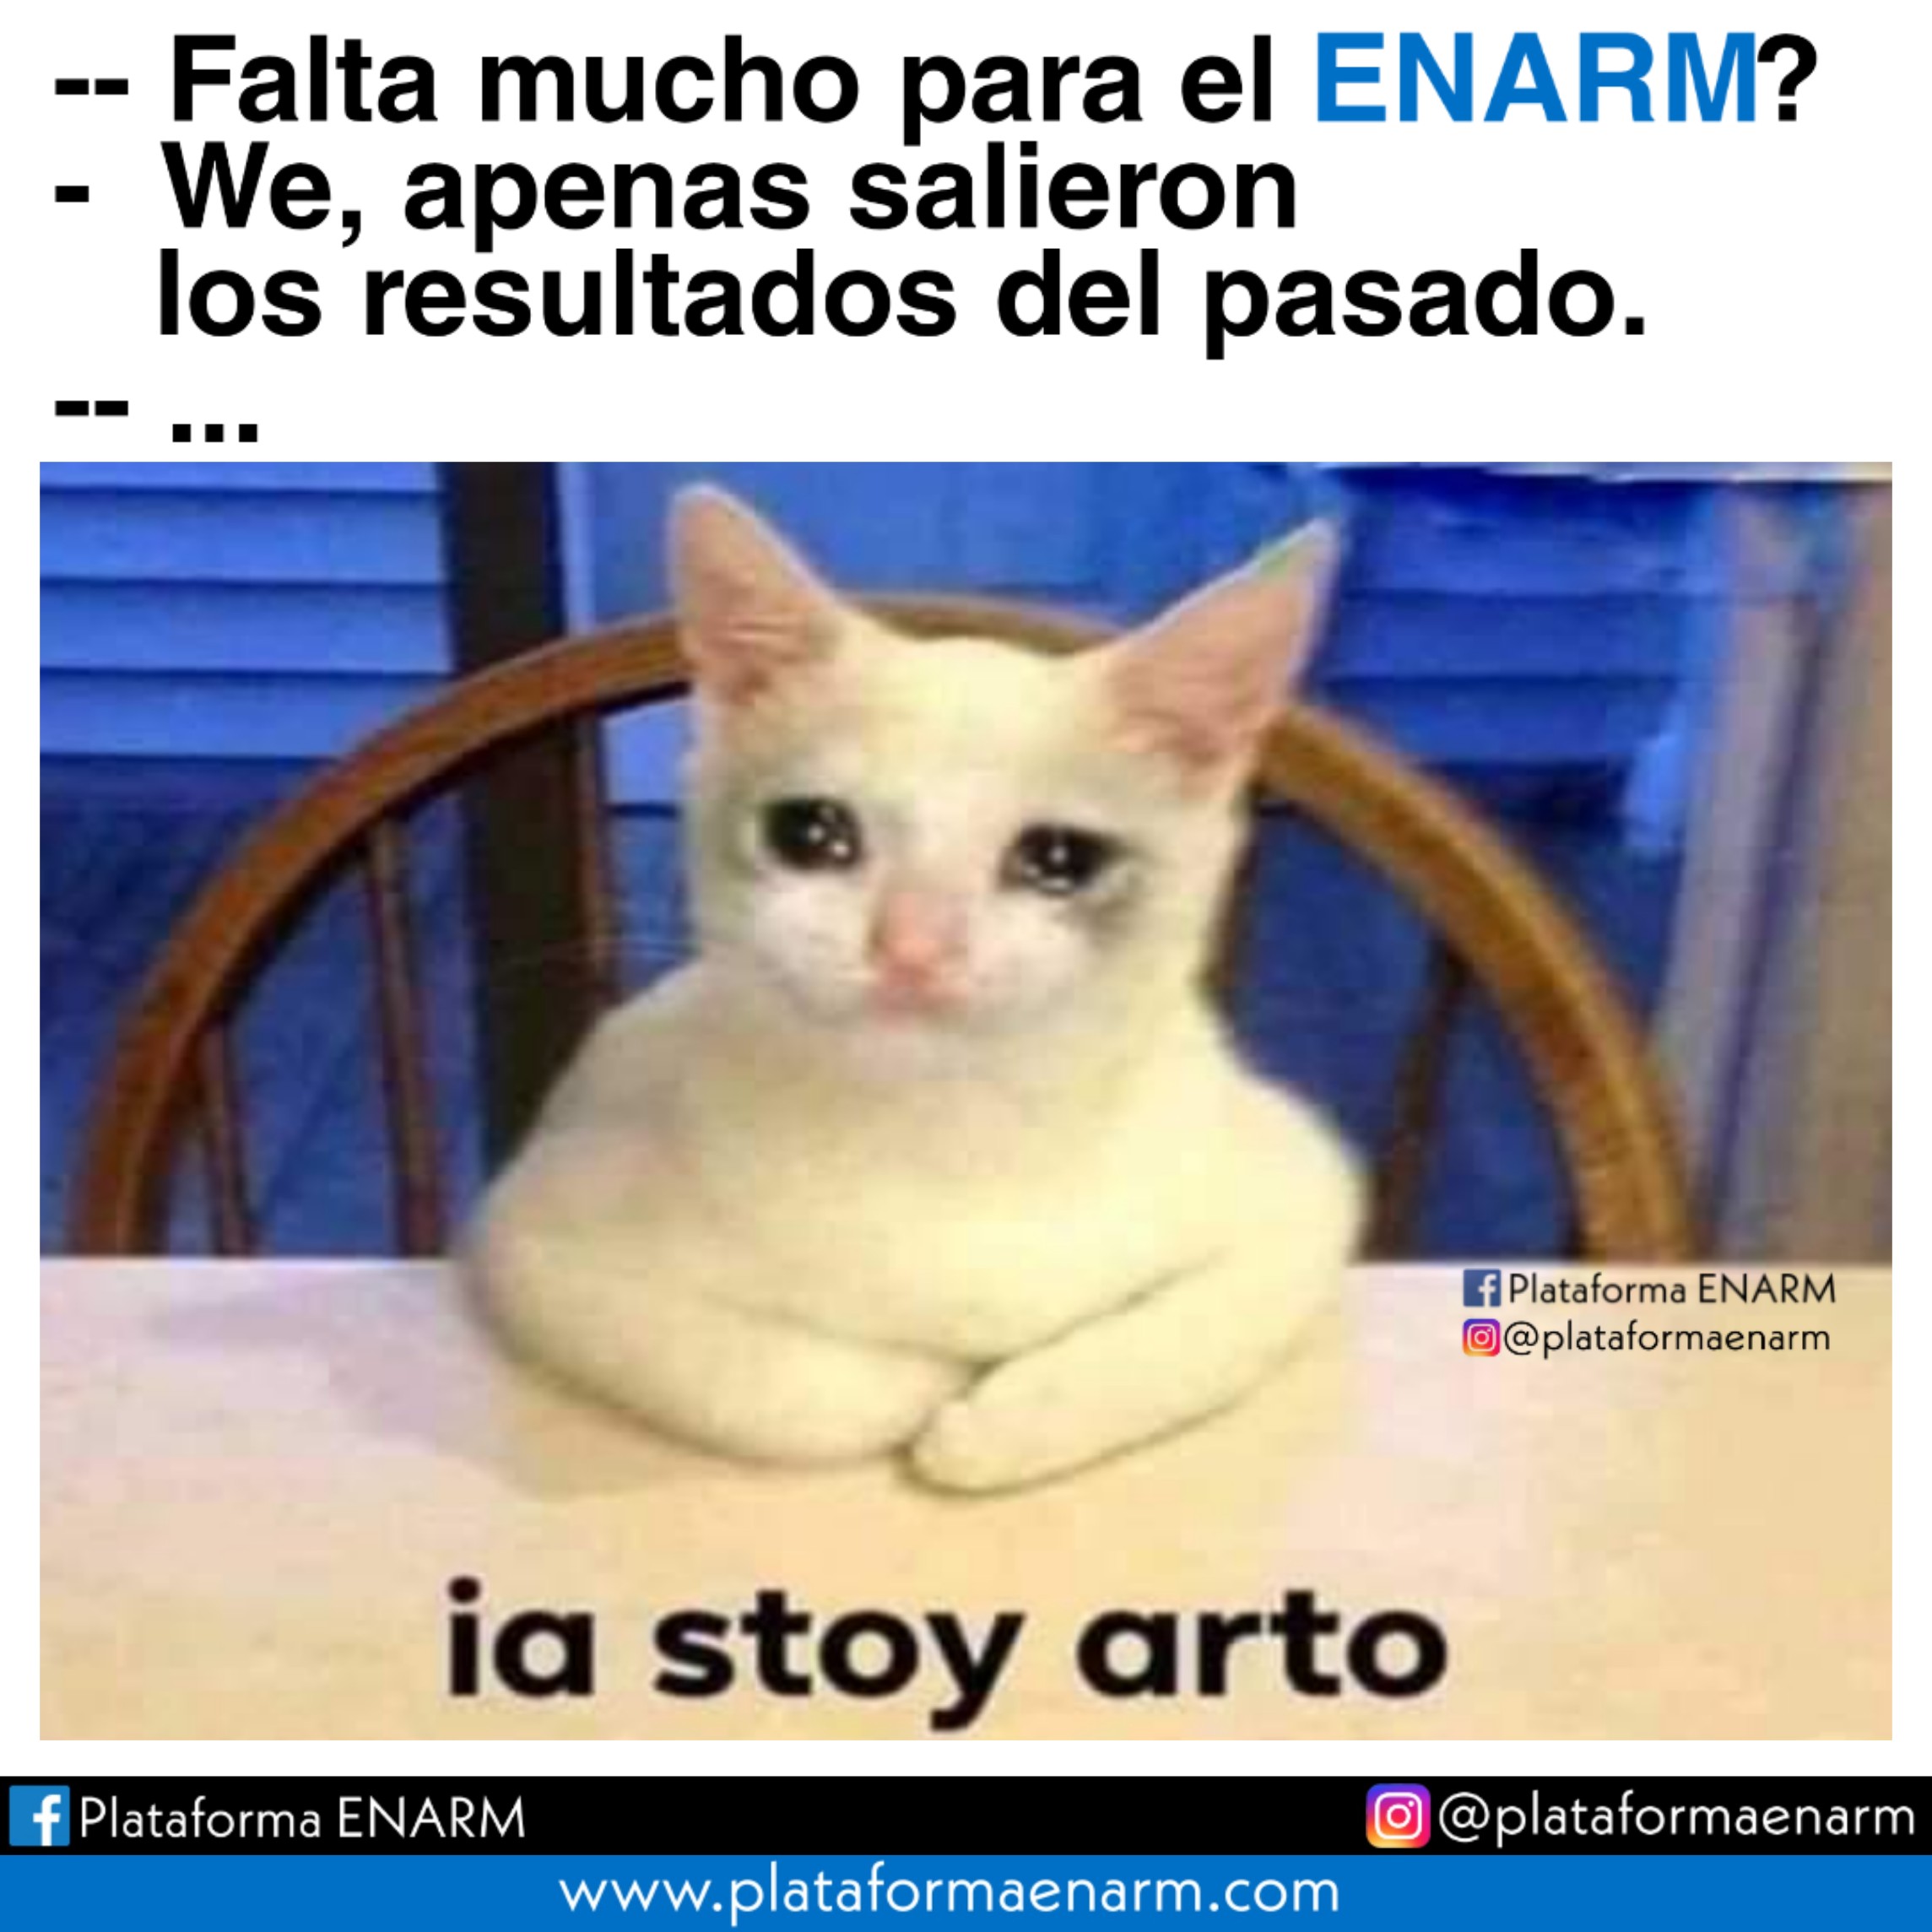 -- Falta mucho para el ENARM?
- We, apenas salieron
los resultados del pasado.
-- ...
Plataforma ENARM
@plataformaenarm
ia stoy arto
Plataforma ENARM
@plataformaenarm
www.plataformaenarm.com